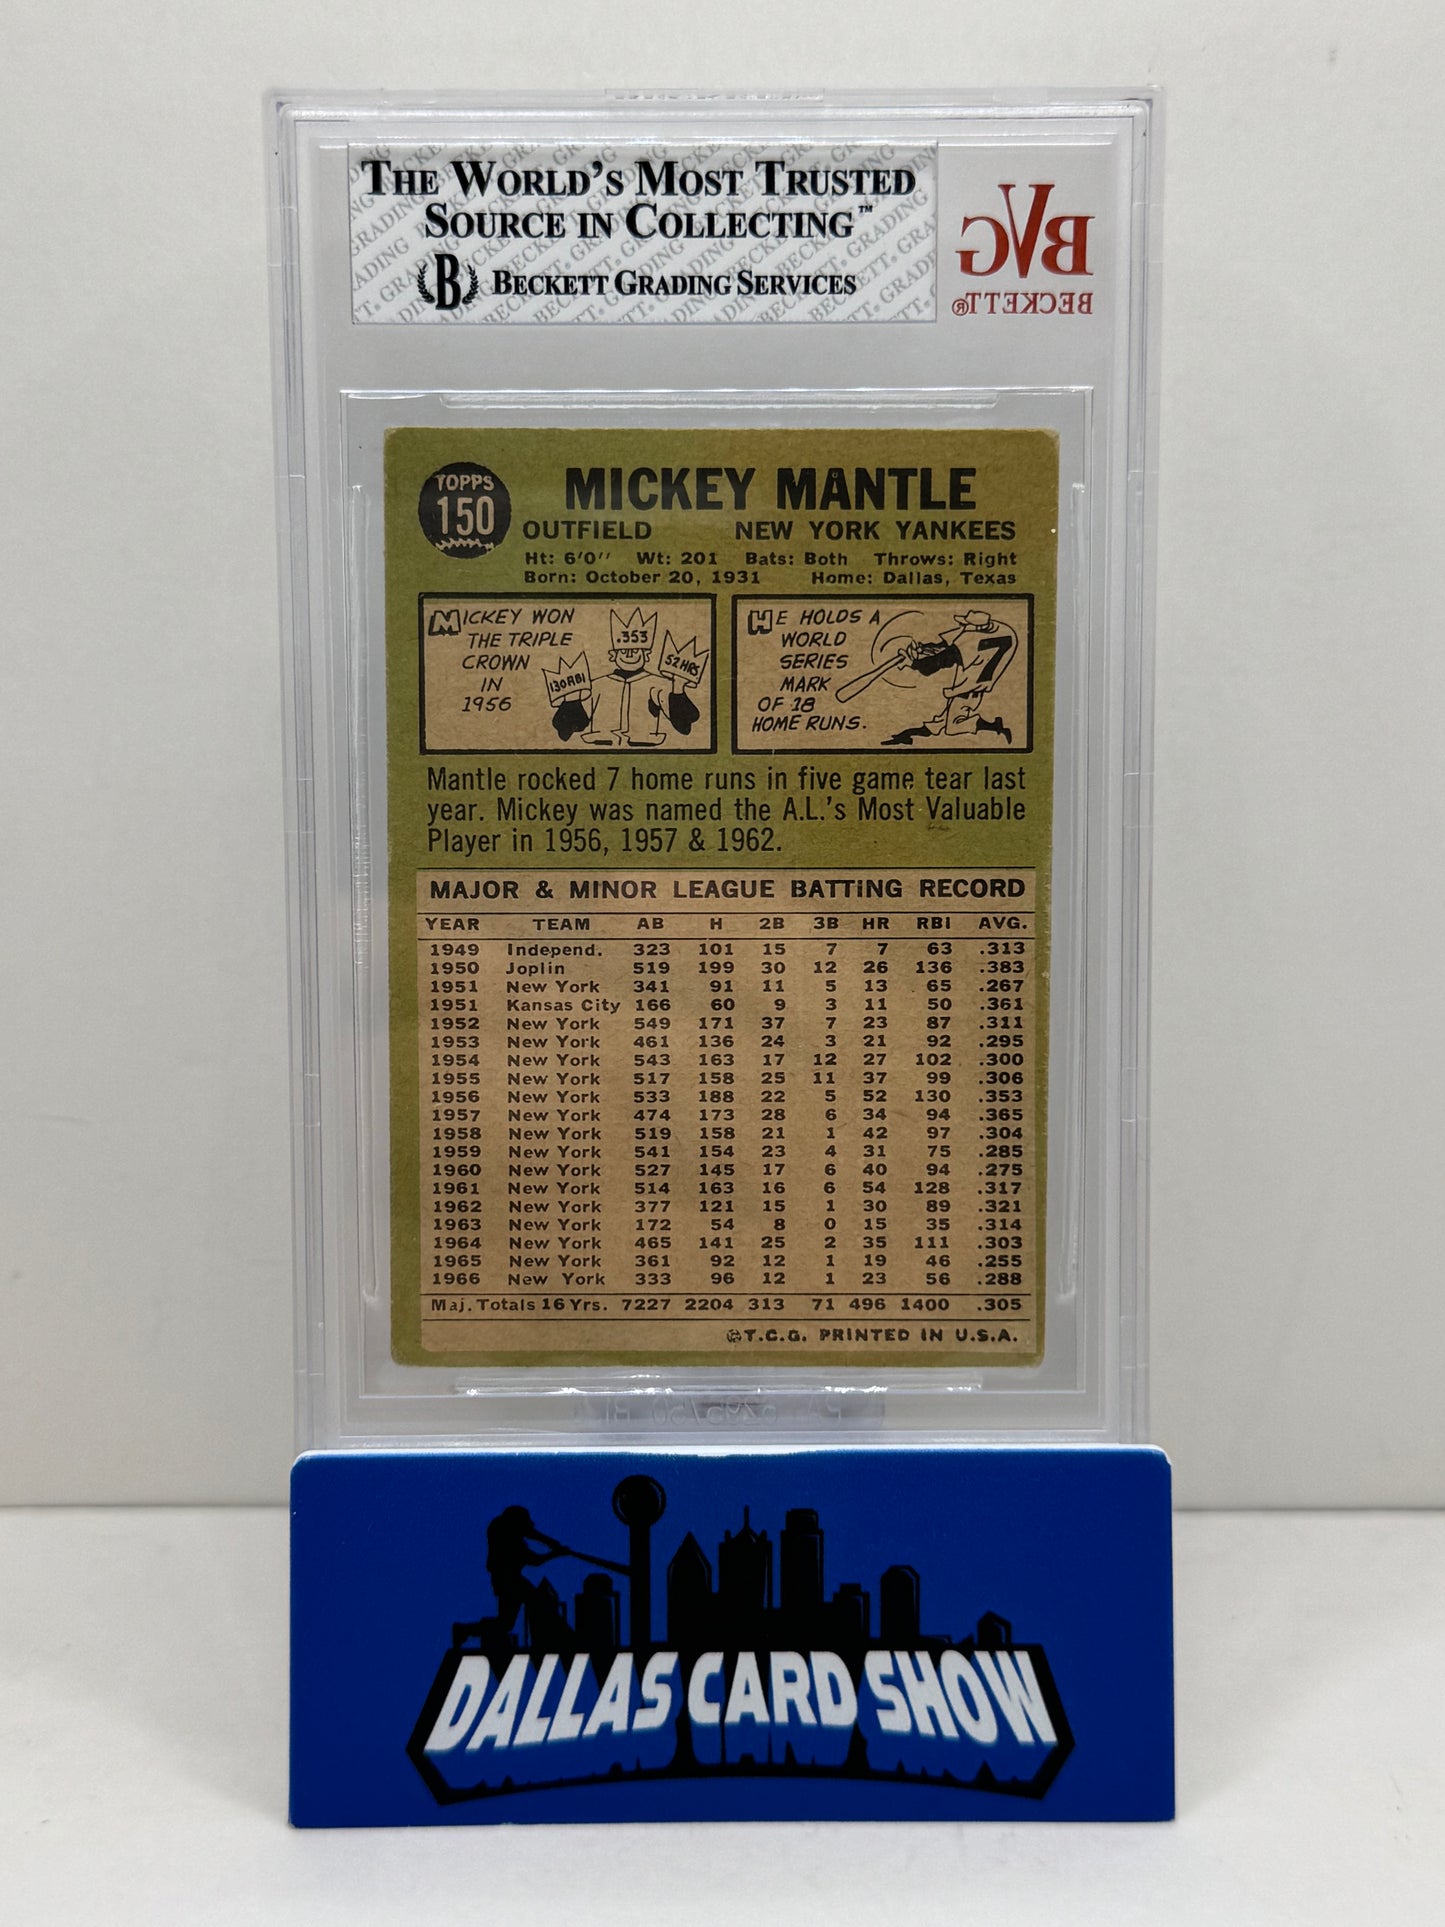 THE WORLD'S MOST TRUSTED
SOURCE IN COLLECTING™
B BECKETT GRADING SERVICES
BVG
BECKETT®
TOPPS
150
MICKEY MANTLE
OUTFIELD NEW YORK YANKEES
Ht: 6'0'' Wt: 201 Bats: Both Throws: Right
Born: October 20, 1931 Home: Dallas, Texas
MICKEY WON
THE TRIPLE
CROWN
IN
1956
.353
130 RBI
52 HRS
HE HOLDS A
WORLD
SERIES
MARK
OF 18
HOME RUNS.
7
Mantle rocked 7 home runs in five game tear last
year. Mickey was named the A.L.'s Most Valuable
Player in 1956, 1957 & 1962.
MAJOR & MINOR LEAGUE BATTING RECORD
YEAR TEAM AB H 2B 3B HR RBI AVG.
1949 Independ. 323 101 15 7 7 63 .313
1950 Joplin 519 199 30 12 26 136 .383
1951 New York 341 91 11 5 13 65 .267
1951 Kansas City 166 60 9 3 11 50 .361
1952 New York 549 171 37 7 23 87 .311
1953 New York 461 136 24 3 21 92 .295
1954 New York 543 163 17 12 27 102 .300
1955 New York 517 158 25 11 37 99 .306
1956 New York 533 188 22 5 52 130 .353
1957 New York 474 173 28 6 34 94 .365
1958 New York 519 158 21 1 42 97 .304
1959 New York 541 154 23 4 31 75 .285
1960 New York 527 145 17 6 40 94 .275
1961 New York 514 163 16 6 54 128 .317
1962 New York 377 121 15 1 30 89 .321
1963 New York 172 54 8 0 15 35 .314
1964 New York 465 141 25 2 35 111 .303
1965 New York 361 92 12 1 19 46 .255
1966 New York 333 96 12 1 23 56 .288
Maj. Totals 16 Yrs. 7227 2204 313 71 496 1400 .305
©T.C.G. PRINTED IN U.S.A.
DALLAS CARD SHOW